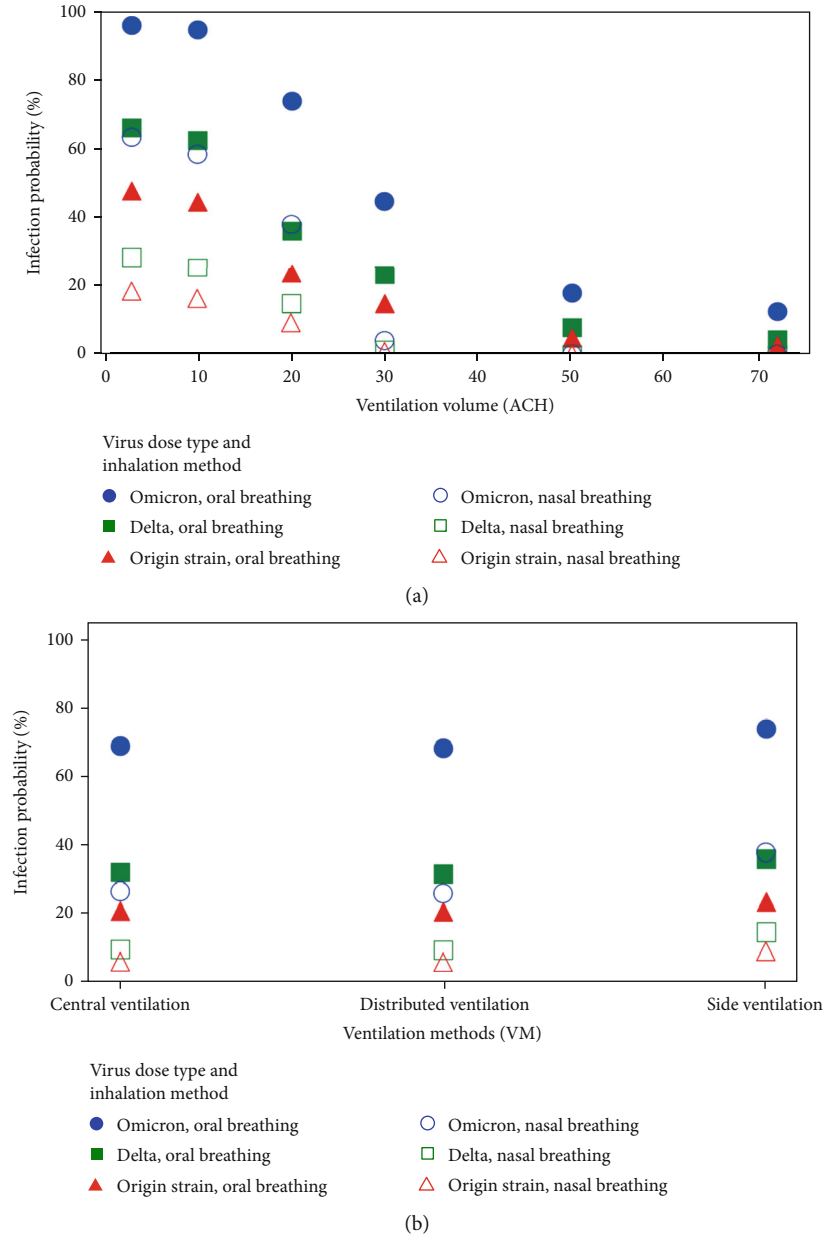 100
80
60
40
20
0
Infection probability (%)
0 10 20 30 40 50 60 70
Ventilation volume (ACH)
Virus dose type and
inhalation method
Omicron, oral breathing
Delta, oral breathing
Origin strain, oral breathing
Omicron, nasal breathing
Delta, nasal breathing
Origin strain, nasal breathing
(a)
100
80
60
40
20
0
Infection probability (%)
Central ventilation Distributed ventilation Side ventilation
Ventilation methods (VM)
Virus dose type and
inhalation method
Omicron, oral breathing
Delta, oral breathing
Origin strain, oral breathing
Omicron, nasal breathing
Delta, nasal breathing
Origin strain, nasal breathing
(b)